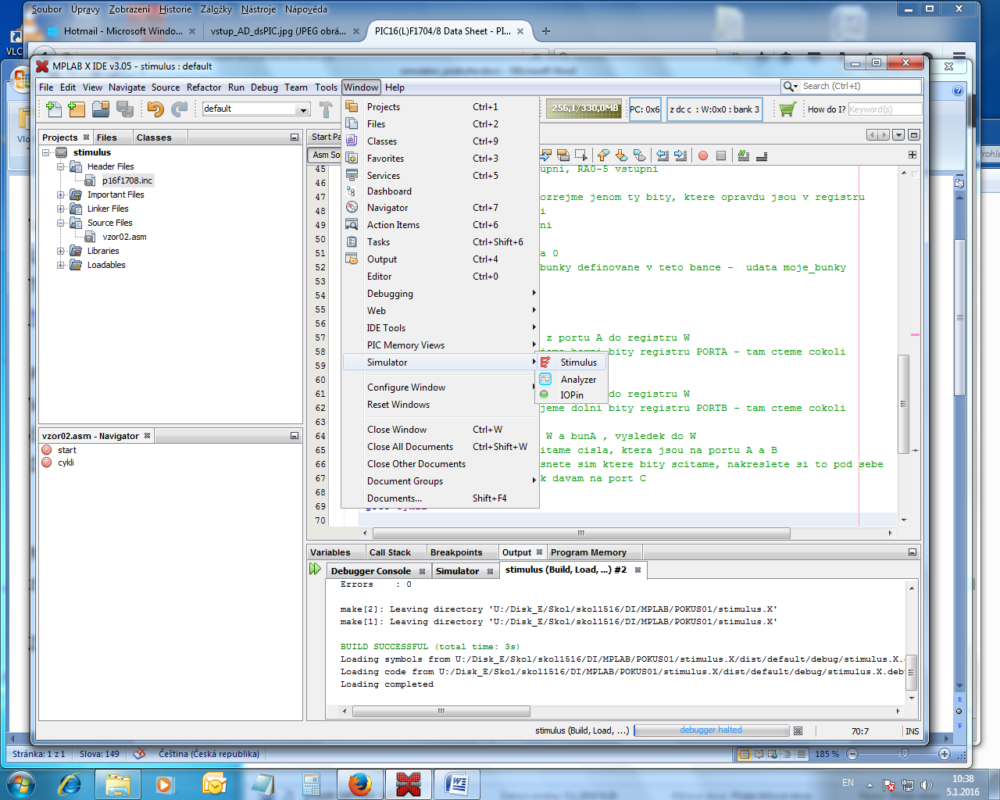 Soubor Úpravy Zobrazení Historie Záložky Nástroje Nápověda
Hotmail - Microsoft Windo...
vstup_AD_dsPIC.jpg (JPEG obrá...
PIC16(L)F1704/8 Data Sheet - PI...
VLC
MPLAB X IDE v3.05 - stimulus : default
File Edit View Navigate Source Refactor Run Debug Team Tools Window Help
Search (Ctrl+I)
default
256,1/330,0MB
PC: 0x6
z dc c : W:0x0 : bank 3
How do I?
Keyword(s)
Projects
Files
Classes
stimulus
Header Files
p16f1708.inc
Important Files
Linker Files
Source Files
vzor02.asm
Libraries
Loadables
vzor02.asm - Navigator
start
cykli
Projects Ctrl+1
Files Ctrl+2
Classes Ctrl+9
Favorites Ctrl+3
Services Ctrl+5
Dashboard
Navigator Ctrl+7
Action Items Ctrl+6
Tasks Ctrl+Shift+6
Output Ctrl+4
Editor Ctrl+0
Debugging
Web
IDE Tools
PIC Memory Views
Simulator
Configure Window
Reset Windows
Close Window Ctrl+W
Close All Documents Ctrl+Shift+W
Close Other Documents
Document Groups
Documents... Shift+F4
Stimulus
Analyzer
IOPin
Start Pa
Asm So
45 upni, RA0-5 vstupni
46
47 ozrejme jenom ty bity, ktere opravdu jsou v registru
48 i
49 ni
50
51 a 0
52 bunky definovane v teto bance - udata moje_bunky
53
54
55
56
57 z portu A do registru W
58 bity registru PORTA - tam cteme cokoli
59
60
61 do registru W
62 jeme dolni bity registru PORTB - tam cteme cokoli
63
64 W a bunA , vysledek do W
65 itame cisla, ktera jsou na portu A a B
66 snete sim ktere bity scitame, nakreslete si to pod sebe
67 k davam na port C
68
69
70
Variables
Call Stack
Breakpoints
Output
Program Memory
Debugger Console
Simulator
stimulus (Build, Load, ...) #2
Errors : 0
make[2]: Leaving directory 'U:/Disk_E/Skol/skol1516/DI/MPLAB/POKUS01/stimulus.X'
make[1]: Leaving directory 'U:/Disk_E/Skol/skol1516/DI/MPLAB/POKUS01/stimulus.X'
BUILD SUCCESSFUL (total time: 3s)
Loading symbols from U:/Disk_E/Skol/skol1516/DI/MPLAB/POKUS01/stimulus.X/dist/default/debug/stimulus.X.
Loading code from U:/Disk_E/Skol/skol1516/DI/MPLAB/POKUS01/stimulus.X/dist/default/debug/stimulus.X.deb
Loading completed
stimulus (Build, Load, ...)
debugger halted
70:7
INS
Stránka: 1 z 1
Slova: 149
Čeština (Česká republika)
185 %
EN
10:38
5.1.2016